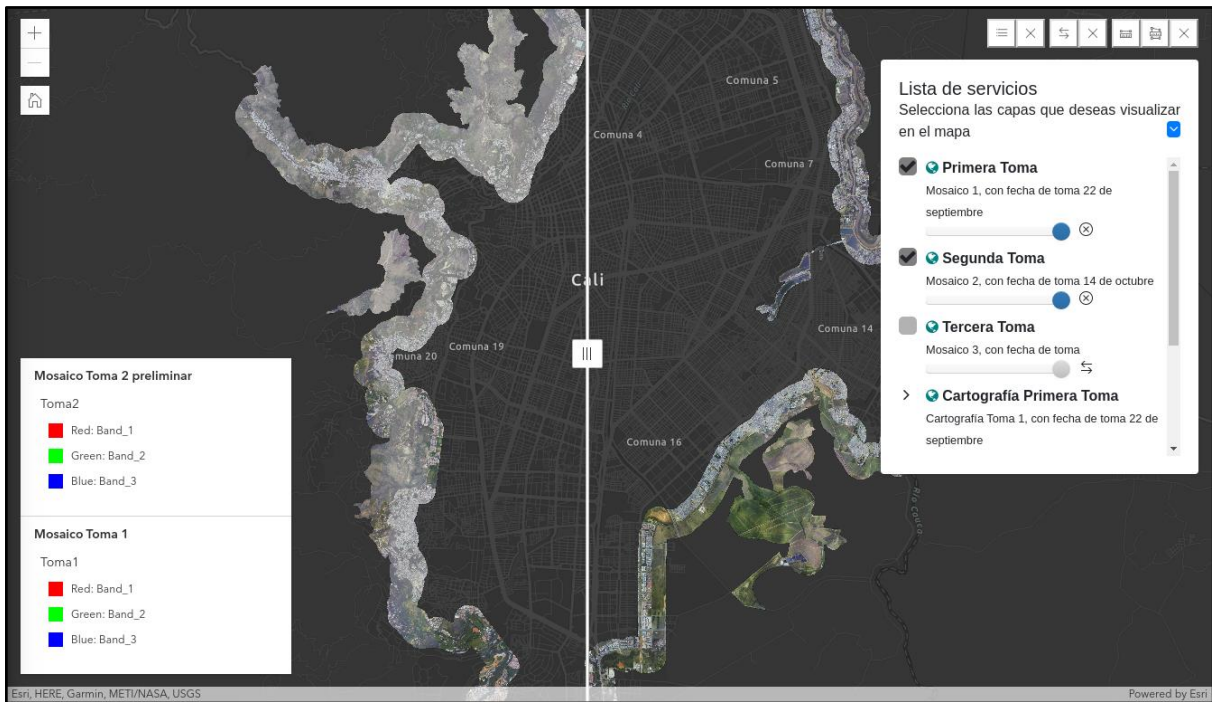 Comuna 5
Comuna 4
Comuna 7
Cali
Comuna 14
Comuna 19
muna 20
Comuna 16
Río Cauca
Lista de servicios
Selecciona las capas que deseas visualizar
en el mapa
Primera Toma
Mosaico 1, con fecha de toma 22 de
septiembre
Segunda Toma
Mosaico 2, con fecha de toma 14 de octubre
Tercera Toma
Mosaico 3, con fecha de toma
Cartografía Primera Toma
Cartografía Toma 1, con fecha de toma 22 de
septiembre
Mosaico Toma 2 preliminar
Toma2
Red: Band_1
Green: Band_2
Blue: Band_3
Mosaico Toma 1
Toma1
Red: Band_1
Green: Band_2
Blue: Band_3
Esri, HERE, Garmin, METI/NASA, USGS
Powered by Esri